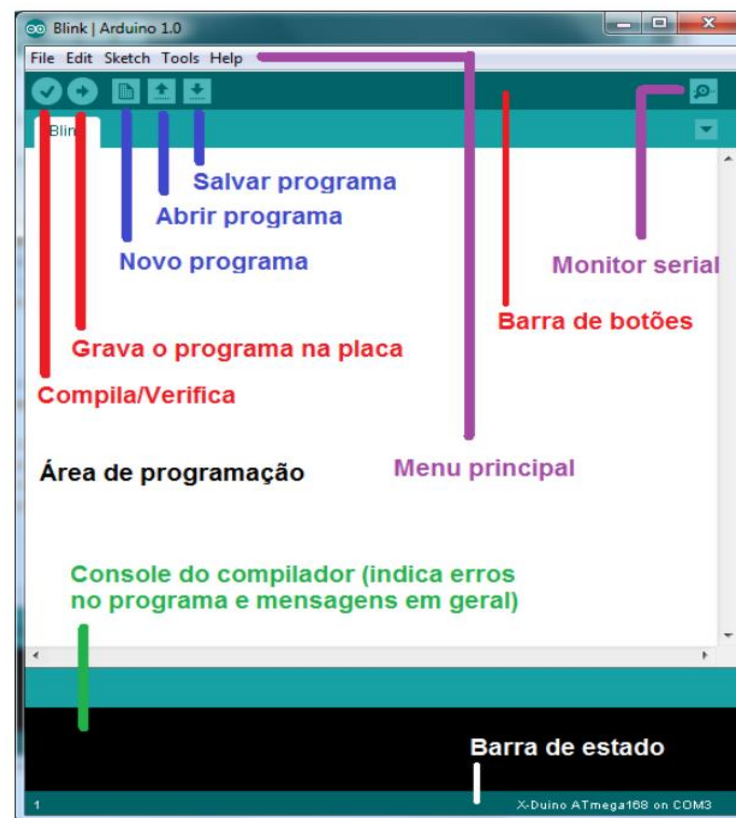 Blink | Arduino 1.0
File Edit Sketch Tools Help
Blin
Salvar programa
Abrir programa
Novo programa
Monitor serial
Barra de botões
Grava o programa na placa
Compila/Verifica
Área de programação
Menu principal
Console do compilador (indica erros
no programa e mensagens em geral)
Barra de estado
1
X-Duino ATmega168 on COM3